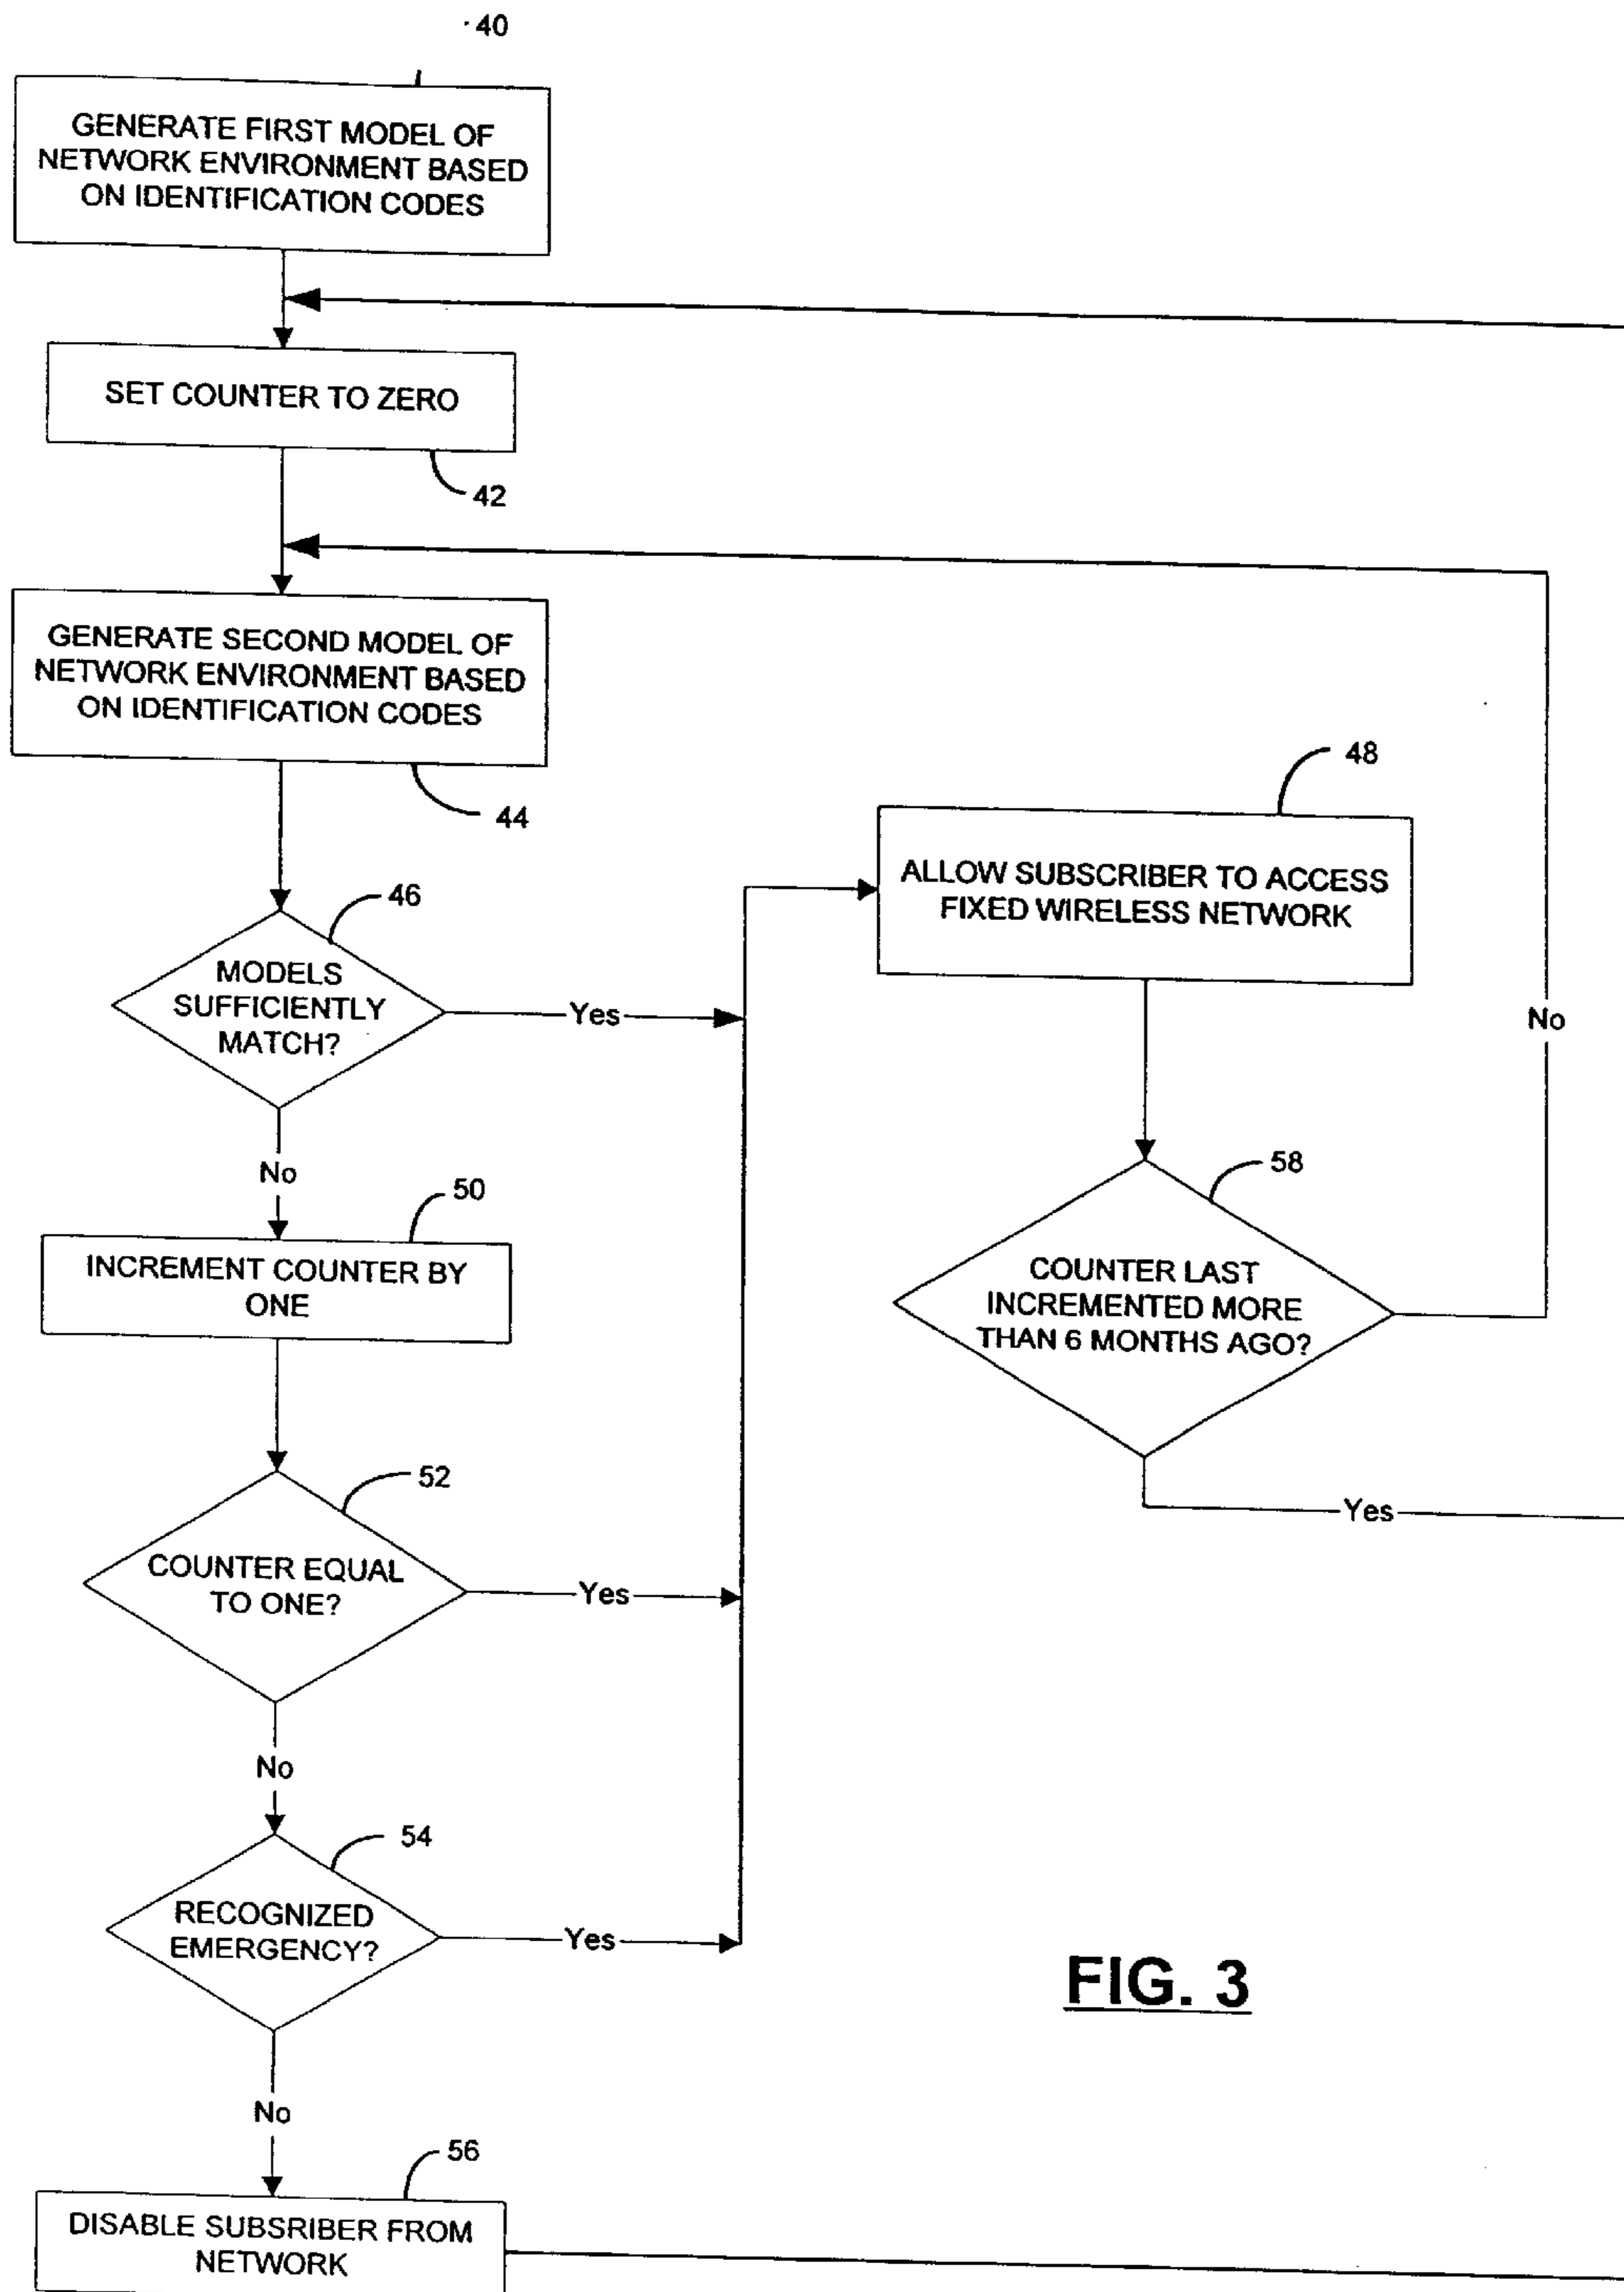 40
GENERATE FIRST MODEL OF
NETWORK ENVIRONMENT BASED
ON IDENTIFICATION CODES
SET COUNTER TO ZERO
42
GENERATE SECOND MODEL OF
NETWORK ENVIRONMENT BASED
ON IDENTIFICATION CODES
44
48
ALLOW SUBSCRIBER TO ACCESS
FIXED WIRELESS NETWORK
46
MODELS
SUFFICIENTLY
MATCH?
Yes
No
No
50
INCREMENT COUNTER BY
ONE
58
COUNTER LAST
INCREMENTED MORE
THAN 6 MONTHS AGO?
Yes
52
COUNTER EQUAL
TO ONE?
Yes
No
54
RECOGNIZED
EMERGENCY?
Yes
No
FIG. 3
56
DISABLE SUBSRIBER FROM
NETWORK